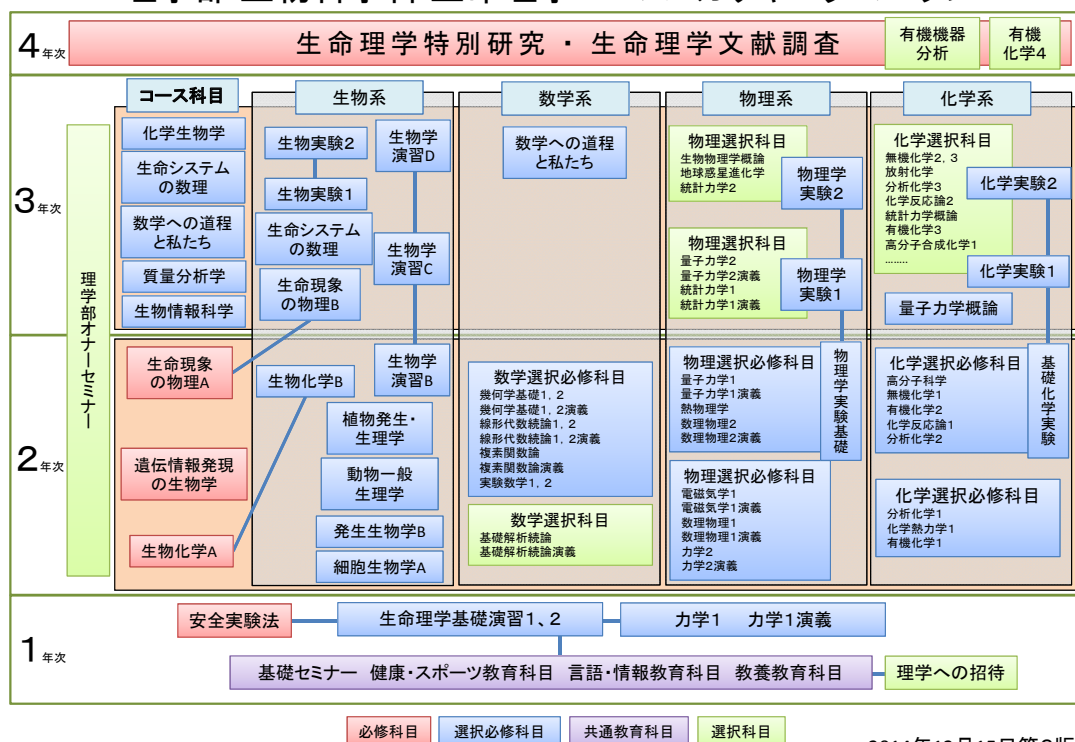 4年次
生命理学特別研究 ・ 生命理学文献調査
有機機器
分析
有機
化学4
3年次
理学部オナーセミナー
コース科目
化学生物学
生命システム
の数理
数学への道程
と私たち
質量分析学
生物情報科学
生物系
生物実験2
生物実験1
生命システム
の数理
生命現象
の物理B
生物学
演習D
生物学
演習C
数学系
数学への道程
と私たち
物理系
物理選択科目
生物物理学概論
地球惑星進化学
統計力学2
物理学
実験2
物理選択科目
量子力学2
量子力学2演義
統計力学1
統計力学1演義
物理学
実験1
化学系
化学選択科目
無機化学2, 3
放射化学
分析化学3
化学反応論2
統計力学概論
有機化学3
高分子合成化学1
........
化学実験2
化学実験1
量子力学概論
2年次
生命現象
の物理A
遺伝情報発現
の生物学
生物化学A
生物化学B
生物学
演習B
植物発生・
生理学
動物一般
生理学
発生生物学B
細胞生物学A
数学選択必修科目
幾何学基礎1, 2
幾何学基礎1, 2演義
線形代数続論1, 2
線形代数続論1, 2演義
複素関数論
複素関数論演義
実験数学1, 2
数学選択科目
基礎解析続論
基礎解析続論演義
物理選択必修科目
量子力学1
量子力学1演義
熱物理学
数理物理2
数理物理2演義
物理学実験基礎
物理選択必修科目
電磁気学1
電磁気学1演義
数理物理1
数理物理1演義
力学2
力学2演義
化学選択必修科目
高分子科学
無機化学1
有機化学2
化学反応論1
分析化学2
基礎化学実験
化学選択必修科目
分析化学1
化学熱力学1
有機化学1
1年次
安全実験法
生命理学基礎演習1、2
力学1 力学1演義
基礎セミナー 健康・スポーツ教育科目 言語・情報教育科目 教養教育科目
理学への招待
必修科目
選択必修科目
共通教育科目
選択科目